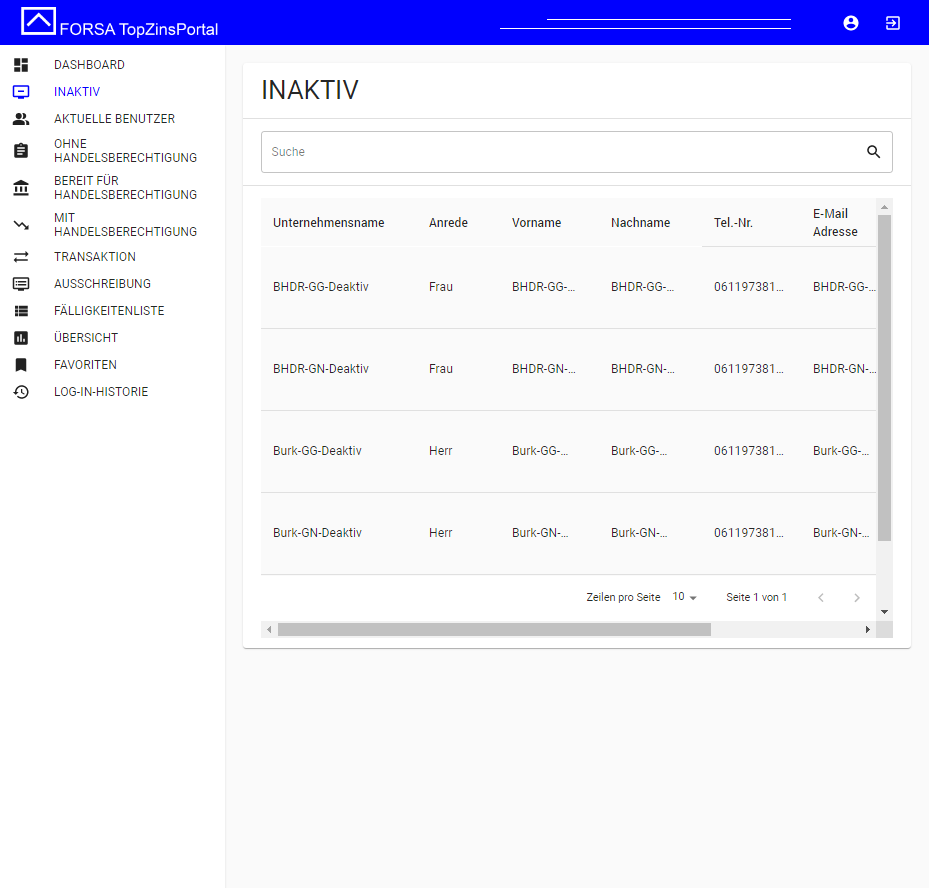 FORSA TopZinsPortal
DASHBOARD
INAKTIV
AKTUELLE BENUTZER
OHNE
HANDELSBERECHTIGUNG
BEREIT FÜR
HANDELSBERECHTIGUNG
MIT
HANDELSBERECHTIGUNG
TRANSAKTION
AUSSCHREIBUNG
FÄLLIGKEITENLISTE
ÜBERSICHT
FAVORITEN
LOG-IN-HISTORIE
INAKTIV
Suche
Unternehmensname Anrede Vorname Nachname Tel.-Nr. E-Mail Adresse
BHDR-GG-Deaktiv Frau BHDR-GG-... BHDR-GG-... 061197381... BHDR-GG-...
BHDR-GN-Deaktiv Frau BHDR-GN-... BHDR-GN-... 061197381... BHDR-GN-...
Burk-GG-Deaktiv Herr Burk-GG-... Burk-GG-... 061197381... Burk-GG-...
Burk-GN-Deaktiv Herr Burk-GN-... Burk-GN-... 061197381... Burk-GN-...
Zeilen pro Seite 10 Seite 1 von 1